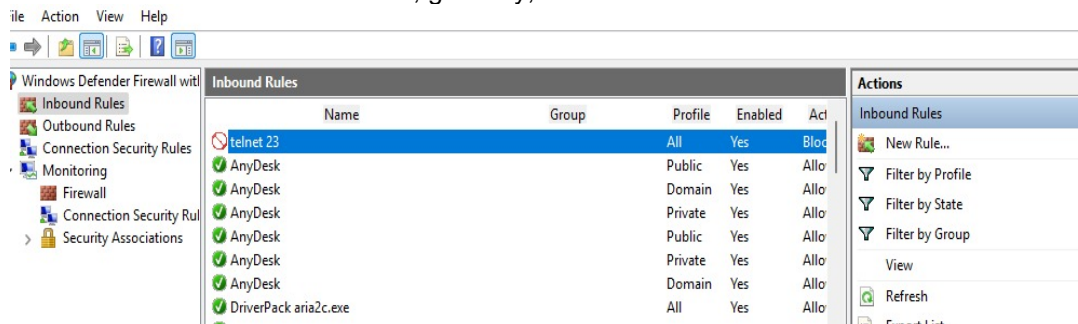 ile Action View Help
Windows Defender Firewall witl
Inbound Rules
Outbound Rules
Connection Security Rules
Monitoring
Firewall
Connection Security Rul
Security Associations
Inbound Rules
Name Group Profile Enabled Act
telnet 23 All Yes Bloc
AnyDesk Public Yes Allo
AnyDesk Domain Yes Allo
AnyDesk Private Yes Allo
AnyDesk Public Yes Allo
AnyDesk Private Yes Allo
AnyDesk Domain Yes Allo
DriverPack aria2c.exe All Yes Allo
Actions
Inbound Rules
New Rule...
Filter by Profile
Filter by State
Filter by Group
View
Refresh
Export List